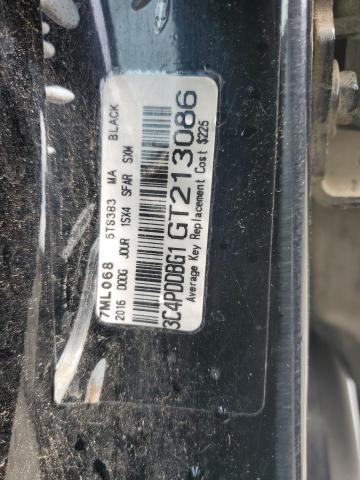 7ML068 5TS383 MA BLACK
2016 DODG JOUR 1SX4 SFAR SXM
3C4PDDBG1GT213086
Average Key Replacement Cost $225